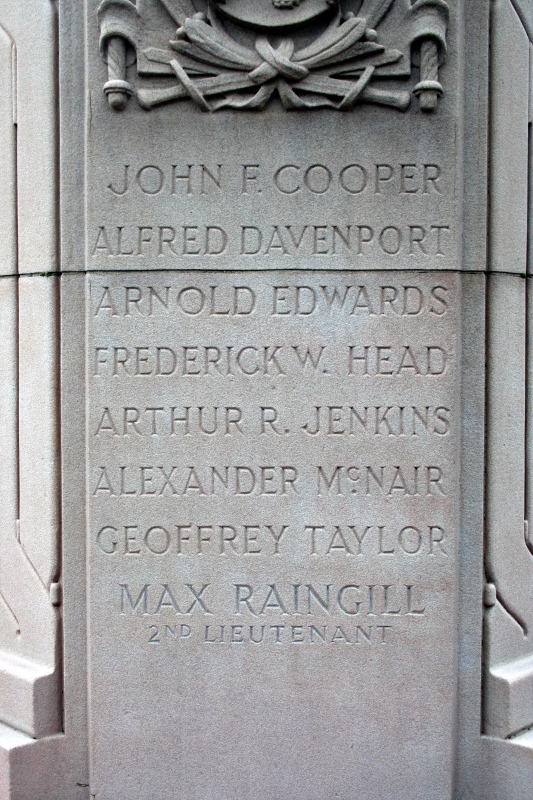 JOHN F. COOPER
ALFRED DAVENPORT
ARNOLD EDWARDS
FREDERICK W. HEAD
ARTHUR R. JENKINS
ALEXANDER McNAIR
GEOFFREY TAYLOR
MAX RAINGILL
2ND LIEUTENANT